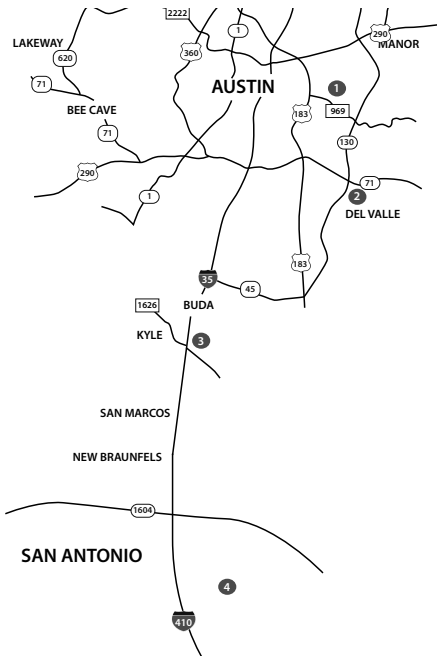 2222
LAKEWAY
1
290
MANOR
620
360
71
AUSTIN
1
BEE CAVE
183
969
71
130
290
71
1
2
DEL VALLE
183
35
45
1626
BUDA
KYLE
3
SAN MARCOS
NEW BRAUNFELS
1604
SAN ANTONIO
4
410